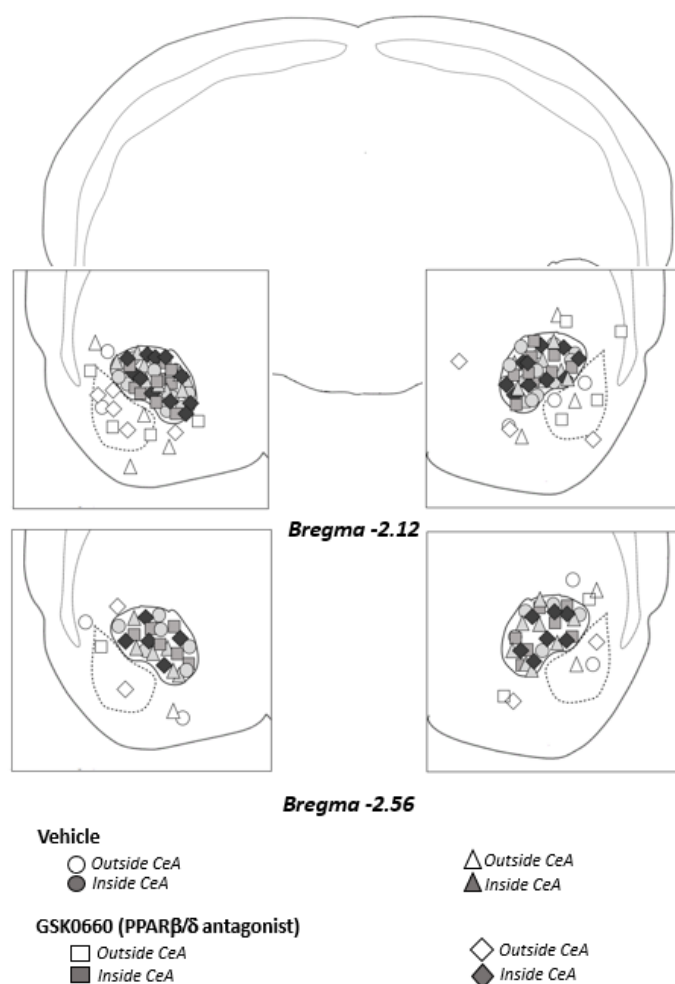 Bregma -2.12
Bregma -2.56
Vehicle
Outside CeA
Inside CeA
Outside CeA
Inside CeA
GSK0660 (PPARβ/δ antagonist)
Outside CeA
Inside CeA
Outside CeA
Inside CeA